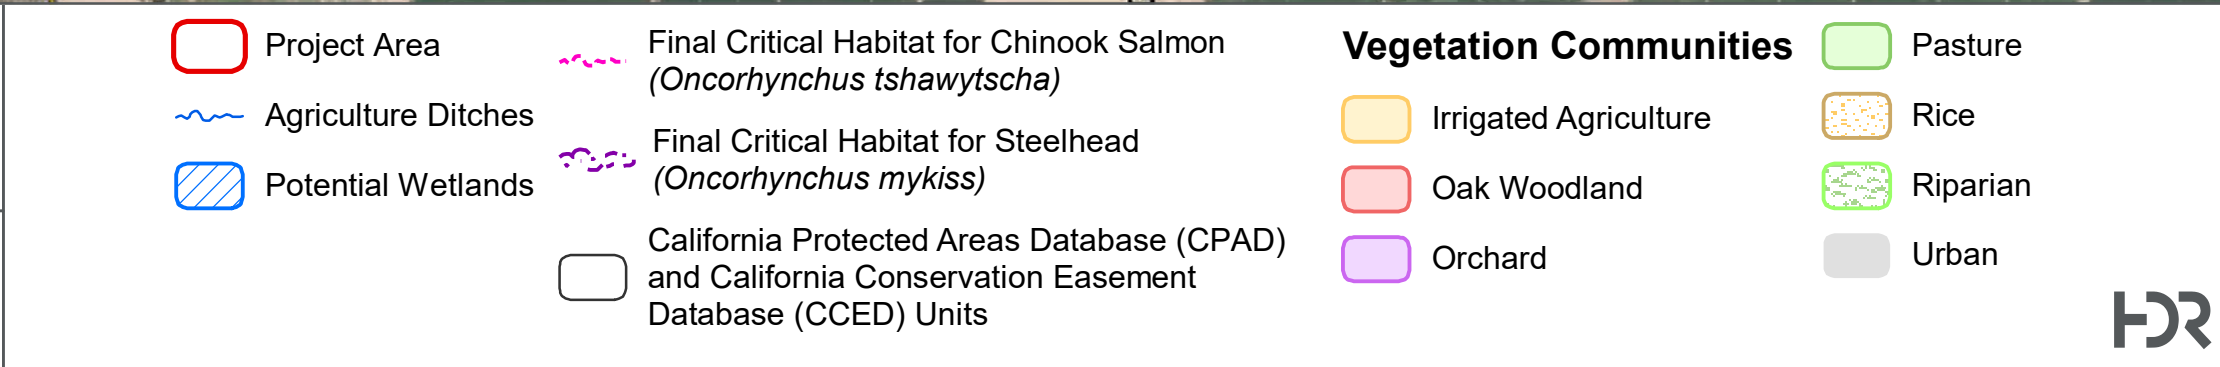 Project Area
Agriculture Ditches
Potential Wetlands
Final Critical Habitat for Chinook Salmon
(Oncorhynchus tshawytscha)
Final Critical Habitat for Steelhead
(Oncorhynchus mykiss)
California Protected Areas Database (CPAD)
and California Conservation Easement
Database (CCED) Units
Vegetation Communities
Irrigated Agriculture
Oak Woodland
Orchard
Pasture
Rice
Riparian
Urban
HDR